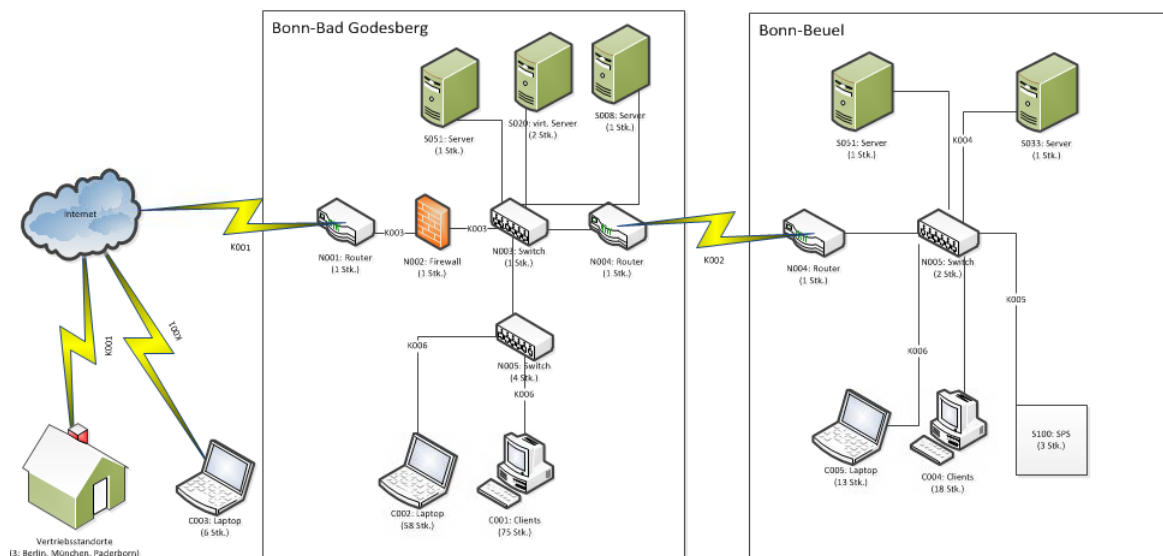 Bonn-Bad Godesberg
Bonn-Beuel
S051: Server
(1 Stk.)
S020: virt. Server
(2 Stk.)
S008: Server
(1 Stk.)
S051: Server
(1 Stk.)
K004
S033: Server
(1 Stk.)
Internet
K001
N001: Router
(1 Stk.)
K003
N002: Firewall
(1 Stk.)
K003
N003: Switch
(1 Stk.)
N004: Router
(1 Stk.)
K002
N004: Router
(1 Stk.)
N005: Switch
(2 Stk.)
K005
K001
K001
K006
N005: Switch
(4 Stk.)
K006
K006
C003: Laptop
(6 Stk.)
C002: Laptop
(58 Stk.)
C001: Clients
(75 Stk.)
C005: Laptop
(13 Stk.)
C004: Clients
(18 Stk.)
S100: SPS
(3 Stk.)
Vertriebsstandorte
(3: Berlin, München, Paderborn)